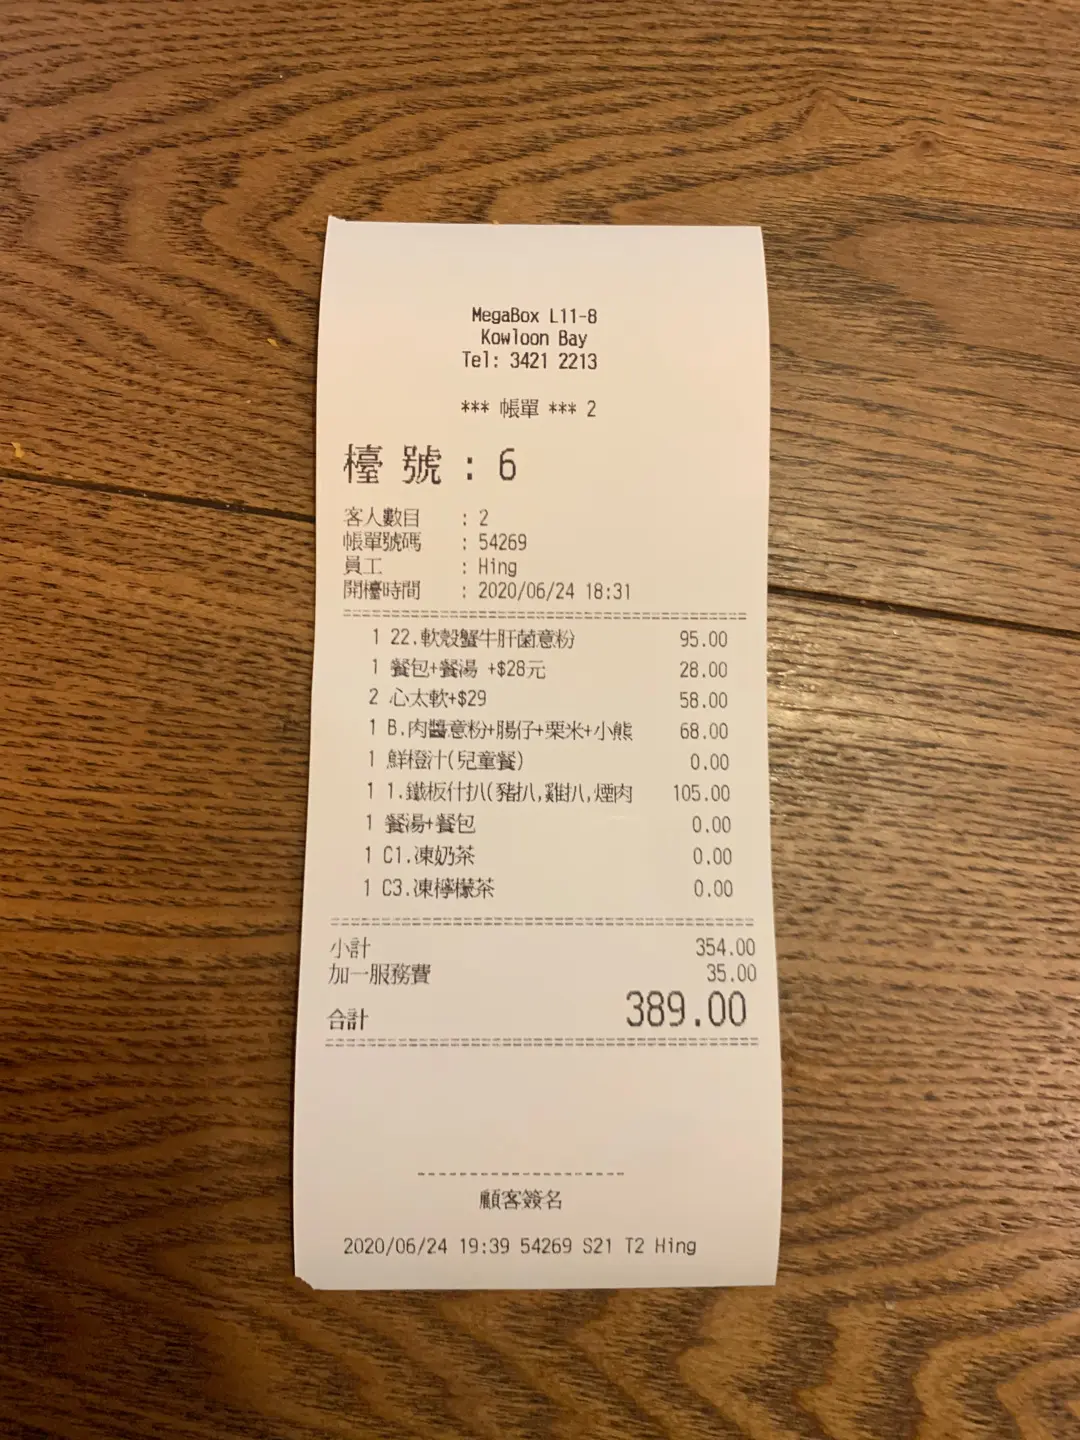 MegaBox L11-8
Kowloon Bay
Tel: 3421 2213
*** 帳單 *** 2
檯 號 : 6
客人數目 : 2
帳單號碼 : 54269
員工 : Hing
開檯時間 : 2020/06/24 18:31
1 22.軟殼蟹牛肝菌意粉 95.00
1 餐包+餐湯 +$28元 28.00
2 心太軟+$29 58.00
1 B.肉醬意粉+腸仔+栗米+小熊 68.00
1 鮮橙汁(兒童餐) 0.00
1 1.鐵板什扒(豬扒,雞扒,煙肉 105.00
1 餐湯+餐包 0.00
1 C1.凍奶茶 0.00
1 C3.凍檸檬茶 0.00
小計 354.00
加一服務費 35.00
合計 389.00
顧客簽名
2020/06/24 19:39 54269 S21 T2 Hing